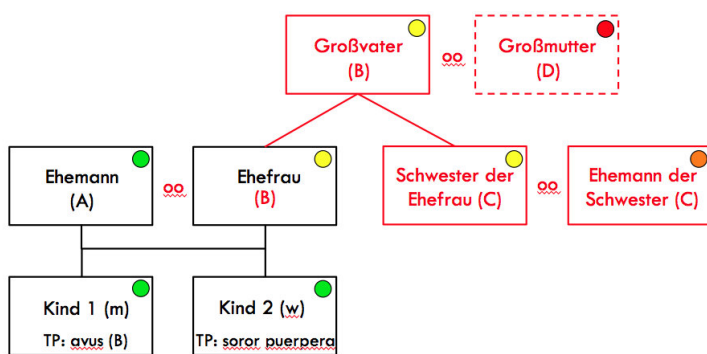 Großvater
(B)
oo
Großmutter
(D)
Ehemann
(A)
oo
Ehefrau
(B)
Schwester der
Ehefrau (C)
oo
Ehemann der
Schwester (C)
Kind 1 (m)
TP: avus (B)
Kind 2 (w)
TP: soror puerpera